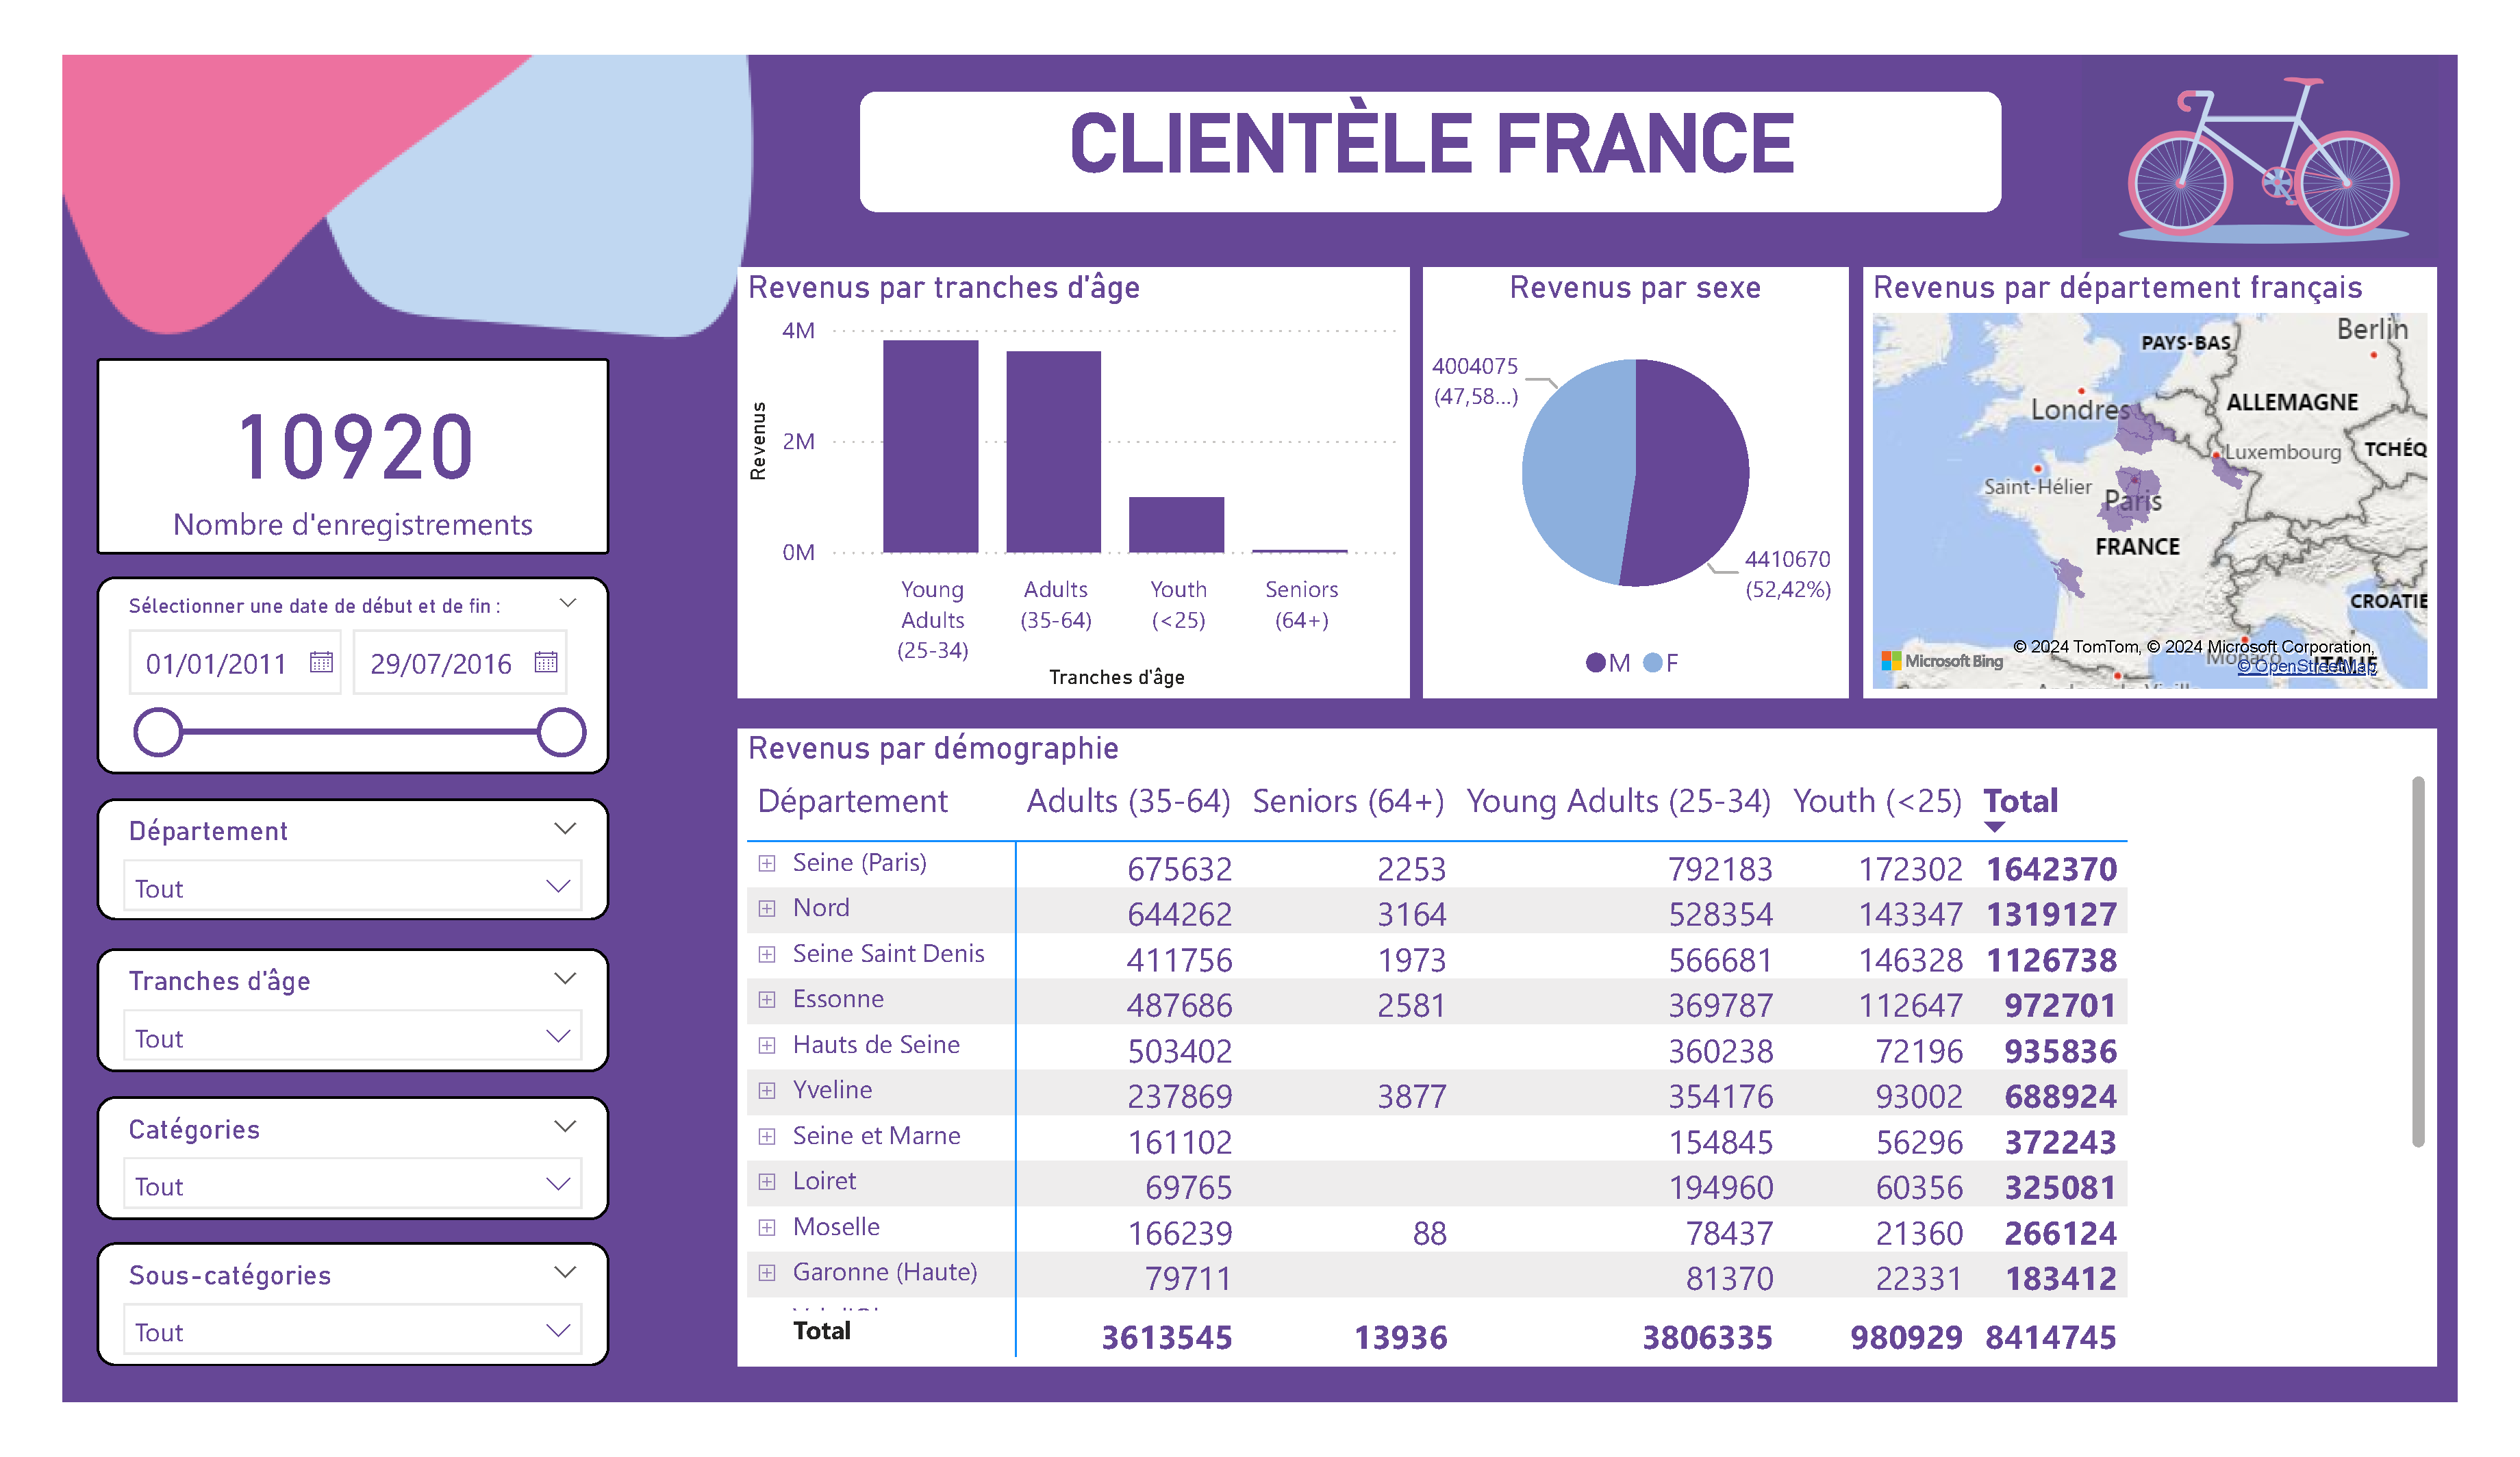 CLIENTÈLE FRANCE
10920
Nombre d'enregistrements
Sélectionner une date de début et de fin :
01/01/2011
29/07/2016
Département
Tout
Tranches d'âge
Tout
Catégories
Tout
Sous-catégories
Tout
Revenus par tranches d'âge
4M
2M
0M
Revenus
Young Adults (25-34)
Adults (35-64)
Youth (<25)
Seniors (64+)
Tranches d'âge
Revenus par sexe
4004075
(47,58...)
4410670
(52,42%)
M F
Revenus par département français
Berlin
PAYS-BAS
Londres
ALLEMAGNE
Luxembourg
TCHÉQ
Saint-Hélier
Paris
FRANCE
CROATIE
© 2024 TomTom, © 2024 Microsoft Corporation,
Microsoft Bing
Monaco
ITALIE
© OpenStreetMap
Revenus par démographie
Département Adults (35-64) Seniors (64+) Young Adults (25-34) Youth (<25) Total
Seine (Paris) 675632 2253 792183 172302 1642370
Nord 644262 3164 528354 143347 1319127
Seine Saint Denis 411756 1973 566681 146328 1126738
Essonne 487686 2581 369787 112647 972701
Hauts de Seine 503402 360238 72196 935836
Yveline 237869 3877 354176 93002 688924
Seine et Marne 161102 154845 56296 372243
Loiret 69765 194960 60356 325081
Moselle 166239 88 78437 21360 266124
Garonne (Haute) 79711 81370 22331 183412
Total 3613545 13936 3806335 980929 8414745